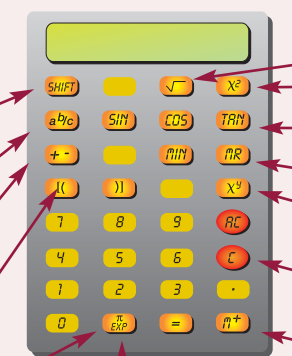 SHIFT √ x²
aᵇ/c SIN COS TAN
+ - MIN MR
[( )] xʸ
7 8 9 AC
4 5 6 C
1 2 3 .
0 π EXP = m⁺